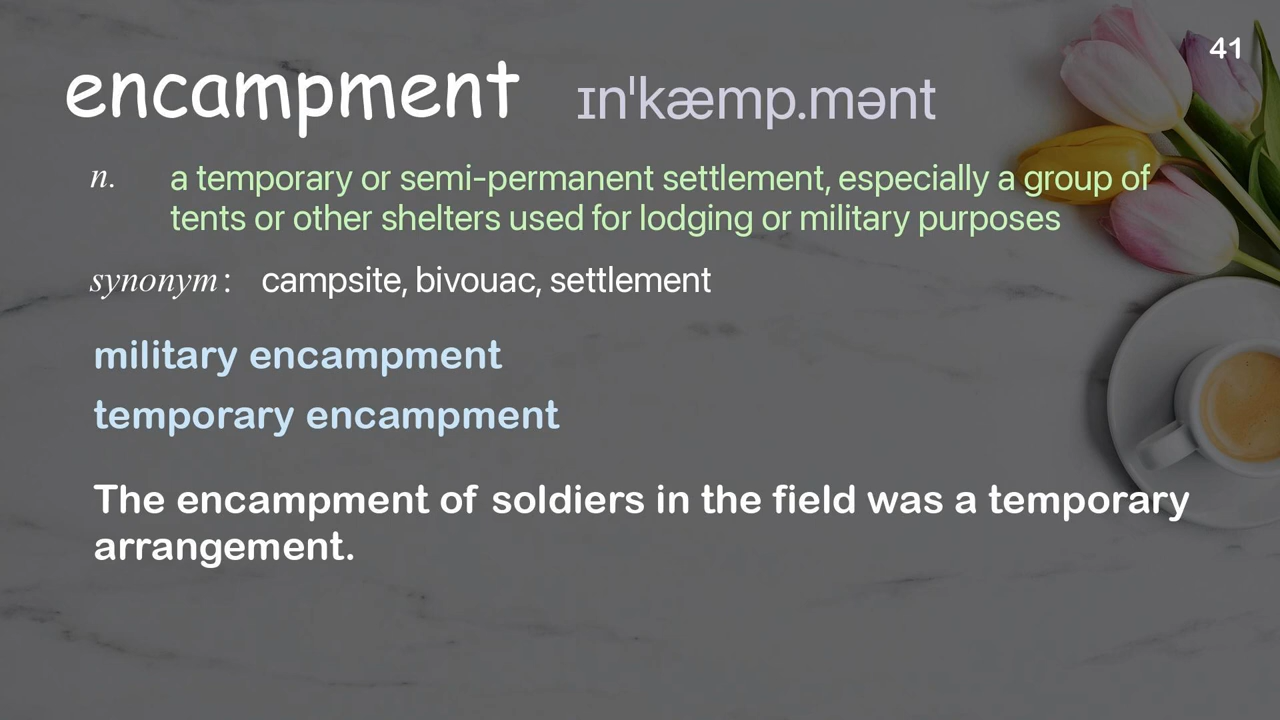 41
encampment ɪnˈkæmp.mənt
n. a temporary or semi-permanent settlement, especially a group of
tents or other shelters used for lodging or military purposes
synonym: campsite, bivouac, settlement
military encampment
temporary encampment
The encampment of soldiers in the field was a temporary
arrangement.